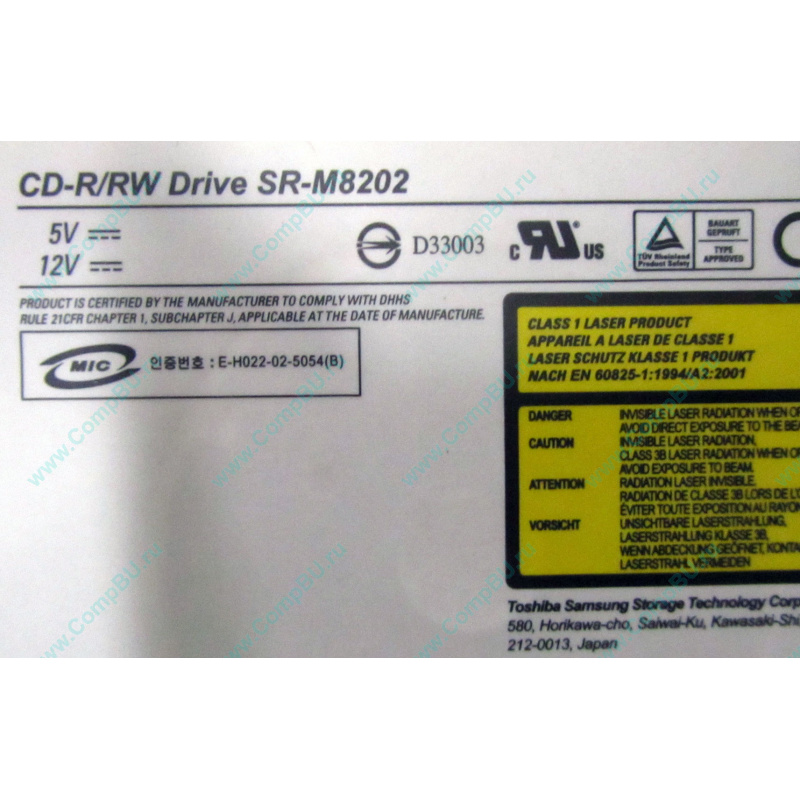 CD-R/RW Drive SR-M8202
5V
12V
D33003
C UR US
TÜV Rheinland
Product Safety
BAUART
GEPRÜFT
TYPE
APPROVED
PRODUCT IS CERTIFIED BY THE MANUFACTURER TO COMPLY WITH DHHS
RULE 21CFR CHAPTER 1, SUBCHAPTER J, APPLICABLE AT THE DATE OF MANUFACTURE.
MIC 인증번호 : E-H022-02-5054(B)
CLASS 1 LASER PRODUCT
APPAREIL A LASER DE CLASSE 1
LASER SCHUTZ KLASSE 1 PRODUKT
NACH EN 60825-1:1994/A2:2001
DANGER INVISIBLE LASER RADIATION WHEN
AVOID DIRECT EXPOSURE TO THE
CAUTION INVISIBLE LASER RADIATION,
CLASS 3B LASER RADIATION WHEN
AVOID EXPOSURE TO BEAM.
ATTENTION RADIATION LASER INVISIBLE.
RADIATION DE CLASSE 3B LORS DE
ÉVITER TOUTE EXPOSITION AU
VORSICHT UNSICHTBARE LASERSTRAHLUNG,
LASERSTRAHLUNG KLASSE 3B,
WENN ABDECKUNG GEÖFFNET,
LASERSTRAHL VERMEIDEN
Toshiba Samsung Storage Technology Corp
580, Horikawa-cho, Saiwai-Ku, Kawasaki-Shi
212-0013, Japan
www.CompBU.ru